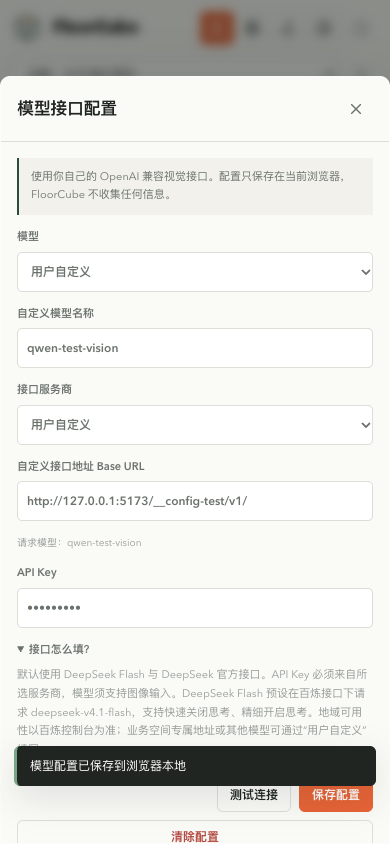 FloorCube
模型接口配置
使用你自己的 OpenAI 兼容视觉接口。配置只保存在当前浏览器，
FloorCube 不收集任何信息。
模型
用户自定义
自定义模型名称
qwen-test-vision
接口服务商
用户自定义
自定义接口地址 Base URL
http://127.0.0.1:5173/__config-test/v1/
请求模型：qwen-test-vision
API Key
•••••••••
▼ 接口怎么填?
默认使用 DeepSeek Flash 与 DeepSeek 官方接口。API Key 必须来自所
选服务商，模型须支持图像输入。DeepSeek Flash 预设在百炼接口下请
求 deepseek-v4.1-flash，支持快速关闭思考、精细开启思考。地域可用
性以百炼控制台为准；业务空间专属地址或其他模型可通过“用户自定义”
模型配置已保存到浏览器本地
测试连接
保存配置
清除配置